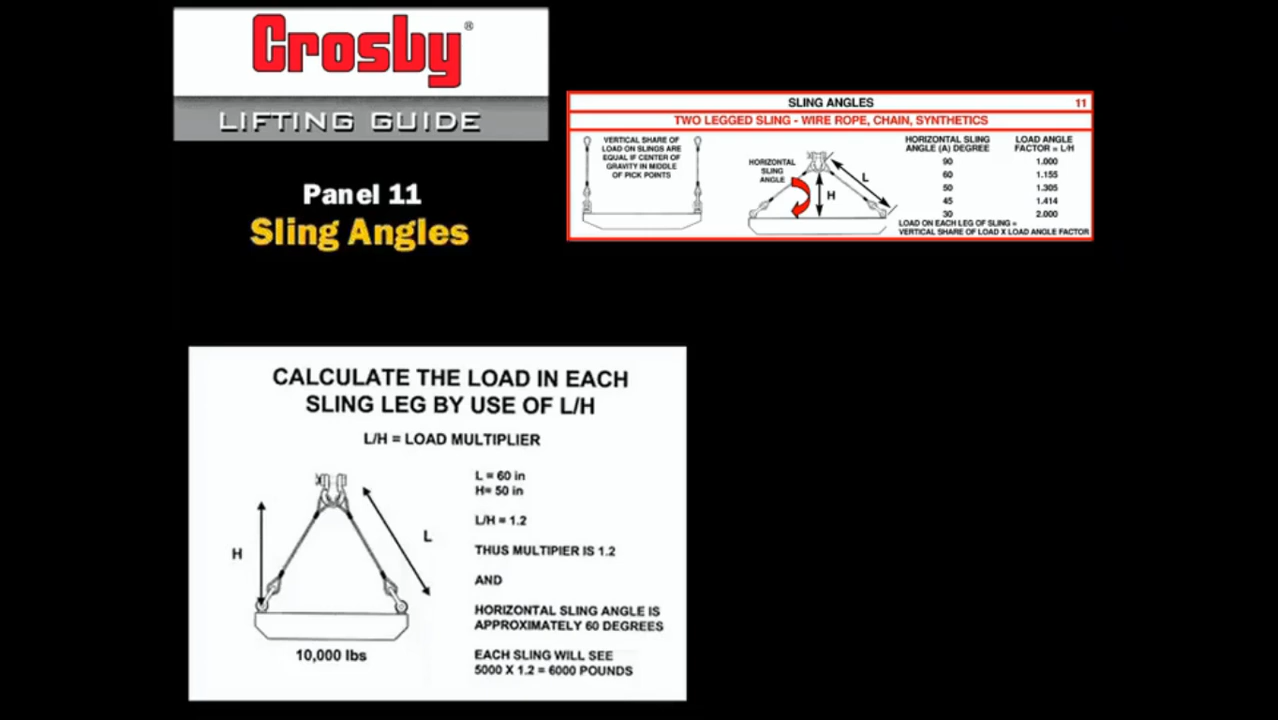 Crosby®
LIFTING GUIDE
Panel 11
Sling Angles
SLING ANGLES 11
TWO LEGGED SLING - WIRE ROPE, CHAIN, SYNTHETICS
VERTICAL SHARE OF
LOAD ON SLINGS ARE
EQUAL IF CENTER OF
GRAVITY IN MIDDLE
OF PICK POINTS
HORIZONTAL
SLING
ANGLE
L
H
HORIZONTAL SLING LOAD ANGLE
ANGLE (A) DEGREE FACTOR = L/H
90 1.000
60 1.155
50 1.305
45 1.414
30 2.000
LOAD ON EACH LEG OF SLING =
VERTICAL SHARE OF LOAD X LOAD ANGLE FACTOR
CALCULATE THE LOAD IN EACH
SLING LEG BY USE OF L/H
L/H = LOAD MULTIPLIER
H
L
10,000 lbs
L = 60 in
H= 50 in
L/H = 1.2
THUS MULTIPIER IS 1.2
AND
HORIZONTAL SLING ANGLE IS
APPROXIMATELY 60 DEGREES
EACH SLING WILL SEE
5000 X 1.2 = 6000 POUNDS